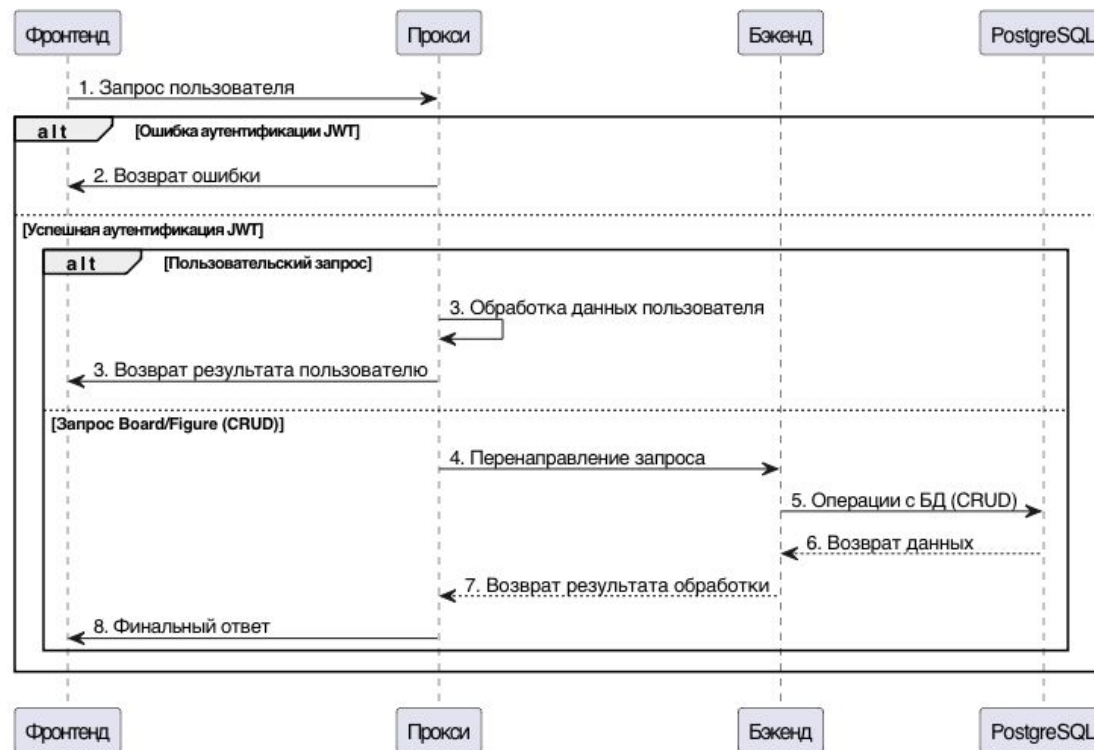 Фронтенд
Прокси
Бэкенд
PostgreSQL
1. Запрос пользователя
alt [Ошибка аутентификации JWT]
2. Возврат ошибки
[Успешная аутентификация JWT]
alt [Пользовательский запрос]
3. Обработка данных пользователя
3. Возврат результата пользователю
[Запрос Board/Figure (CRUD)]
4. Перенаправление запроса
5. Операции с БД (CRUD)
6. Возврат данных
7. Возврат результата обработки
8. Финальный ответ
Фронтенд
Прокси
Бэкенд
PostgreSQL